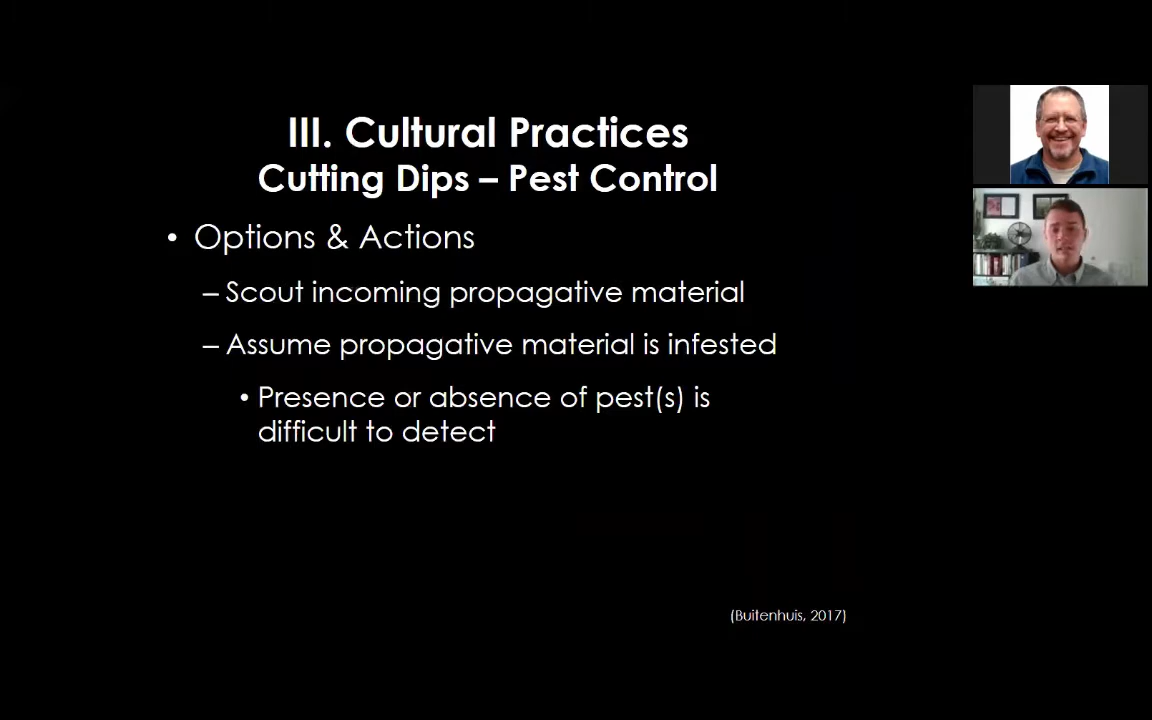 III. Cultural Practices
Cutting Dips – Pest Control
• Options & Actions
– Scout incoming propagative material
– Assume propagative material is infested
• Presence or absence of pest(s) is
difficult to detect
(Buitenhuis, 2017)